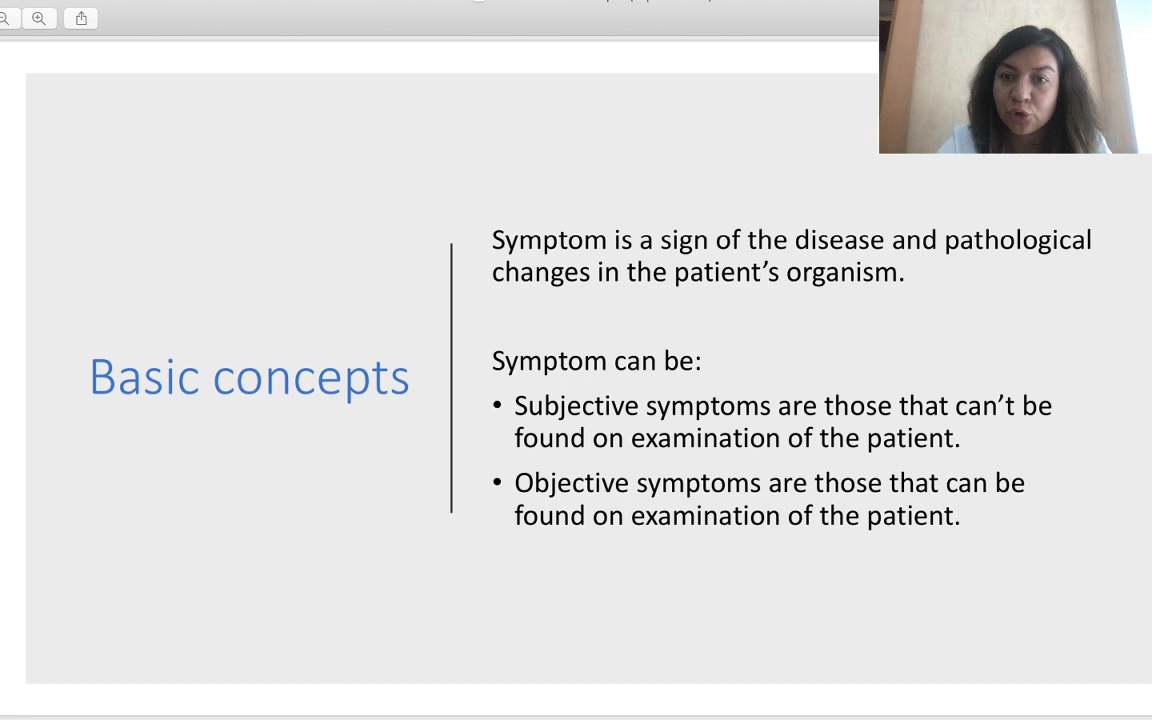 Symptom is a sign of the disease and pathological
changes in the patient’s organism.
Basic concepts
Symptom can be:
• Subjective symptoms are those that can’t be
found on examination of the patient.
• Objective symptoms are those that can be
found on examination of the patient.